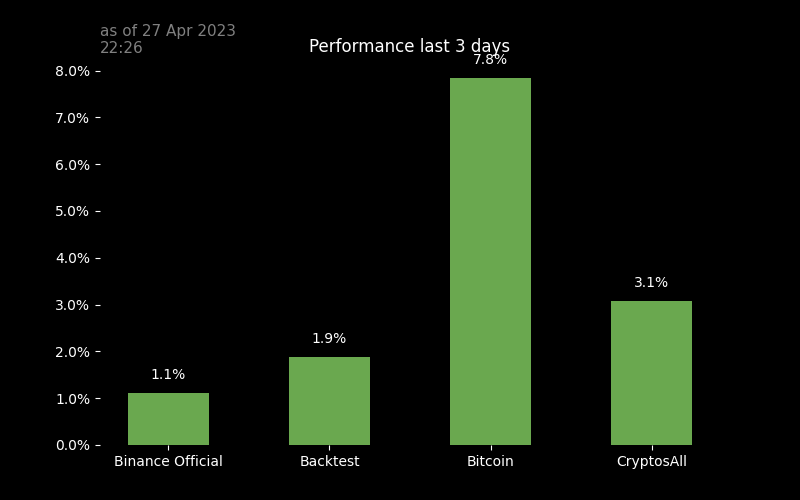 as of 27 Apr 2023
22:26
Performance last 3 days
8.0%
7.0%
6.0%
5.0%
4.0%
3.0%
2.0%
1.0%
0.0%
1.1%
1.9%
7.8%
3.1%
Binance Official
Backtest
Bitcoin
CryptosAll